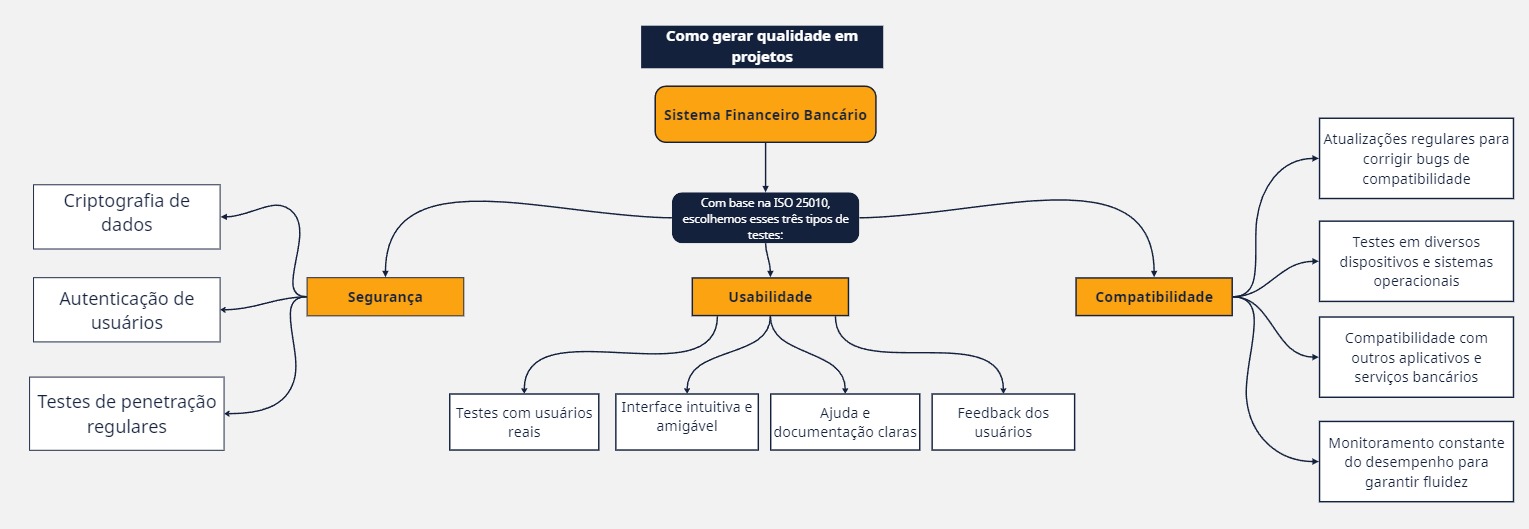 Como gerar qualidade em
projetos
Sistema Financeiro Bancário
Com base na ISO 25010,
escolhemos esses três tipos de
testes:
Segurança
Criptografia de
dados
Autenticação de
usuários
Testes de penetração
regulares
Usabilidade
Testes com usuários
reais
Interface intuitiva e
amigável
Ajuda e
documentação claras
Feedback dos
usuários
Compatibilidade
Atualizações regulares para
corrigir bugs de
compatibilidade
Testes em diversos
dispositivos e sistemas
operacionais
Compatibilidade com
outros aplicativos e
serviços bancários
Monitoramento constante
do desempenho para
garantir fluidez